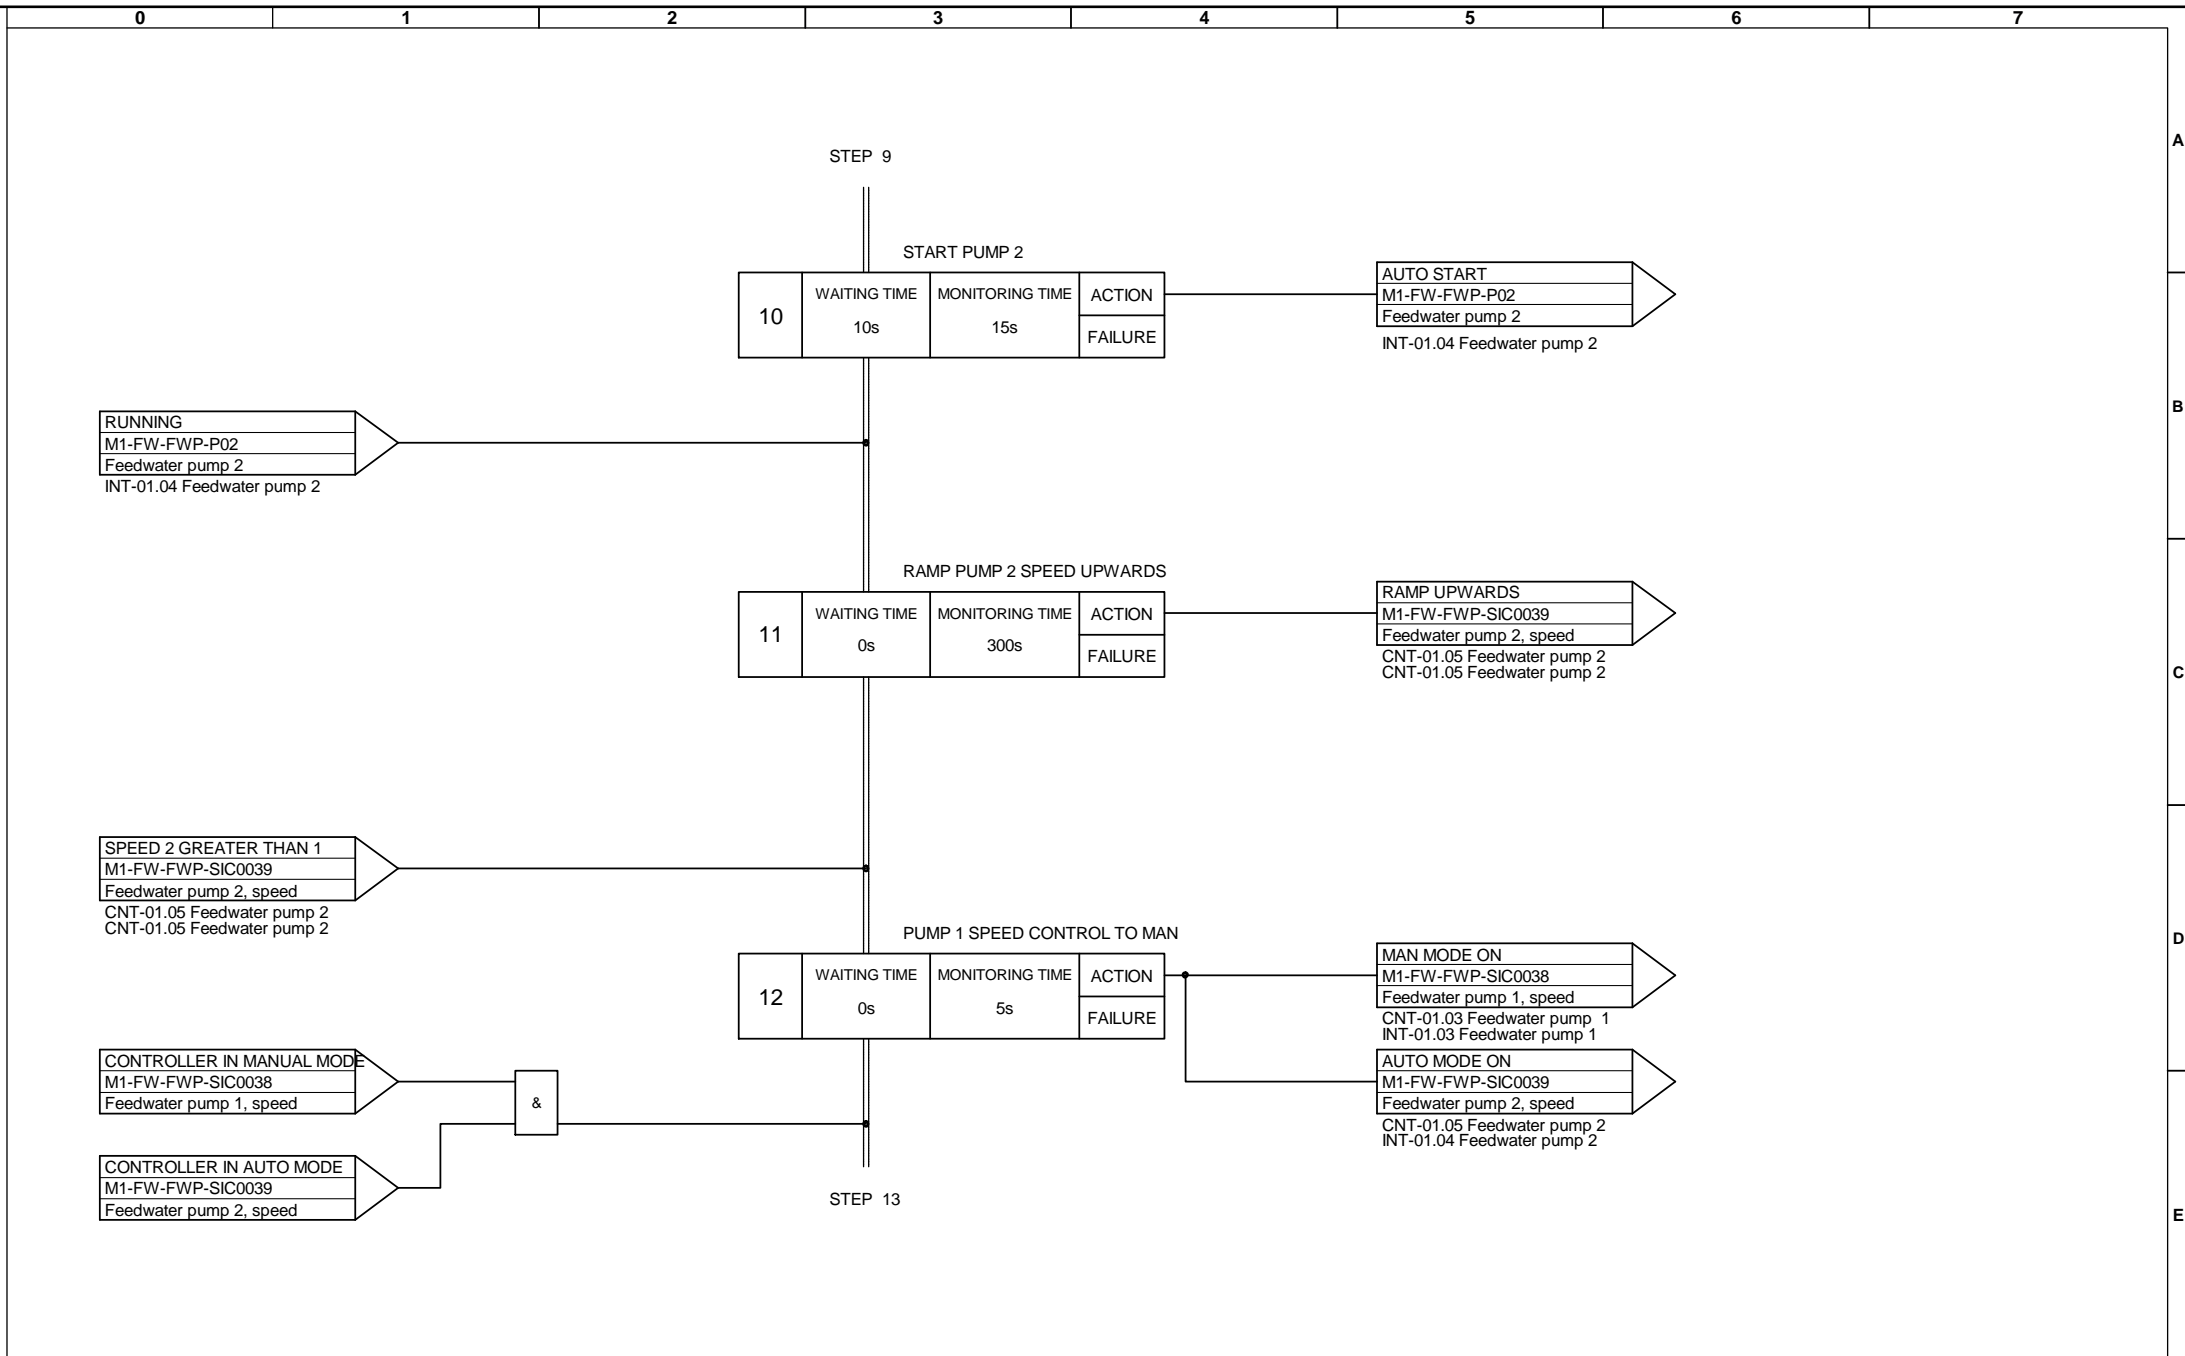 0 1 2 3 4 5 6 7
A
STEP 9
START PUMP 2
10
WAITING TIME
10s
MONITORING TIME
15s
ACTION
FAILURE
AUTO START
M1-FW-FWP-P02
Feedwater pump 2
INT-01.04 Feedwater pump 2
B
RUNNING
M1-FW-FWP-P02
Feedwater pump 2
INT-01.04 Feedwater pump 2
RAMP PUMP 2 SPEED UPWARDS
11
WAITING TIME
0s
MONITORING TIME
300s
ACTION
FAILURE
RAMP UPWARDS
M1-FW-FWP-SIC0039
Feedwater pump 2, speed
CNT-01.05 Feedwater pump 2
CNT-01.05 Feedwater pump 2
C
SPEED 2 GREATER THAN 1
M1-FW-FWP-SIC0039
Feedwater pump 2, speed
CNT-01.05 Feedwater pump 2
CNT-01.05 Feedwater pump 2
PUMP 1 SPEED CONTROL TO MAN
12
WAITING TIME
0s
MONITORING TIME
5s
ACTION
FAILURE
MAN MODE ON
M1-FW-FWP-SIC0038
Feedwater pump 1, speed
CNT-01.03 Feedwater pump 1
INT-01.03 Feedwater pump 1
D
CONTROLLER IN MANUAL MODE
M1-FW-FWP-SIC0038
Feedwater pump 1, speed
&
AUTO MODE ON
M1-FW-FWP-SIC0039
Feedwater pump 2, speed
CNT-01.05 Feedwater pump 2
INT-01.04 Feedwater pump 2
CONTROLLER IN AUTO MODE
M1-FW-FWP-SIC0039
Feedwater pump 2, speed
STEP 13
E